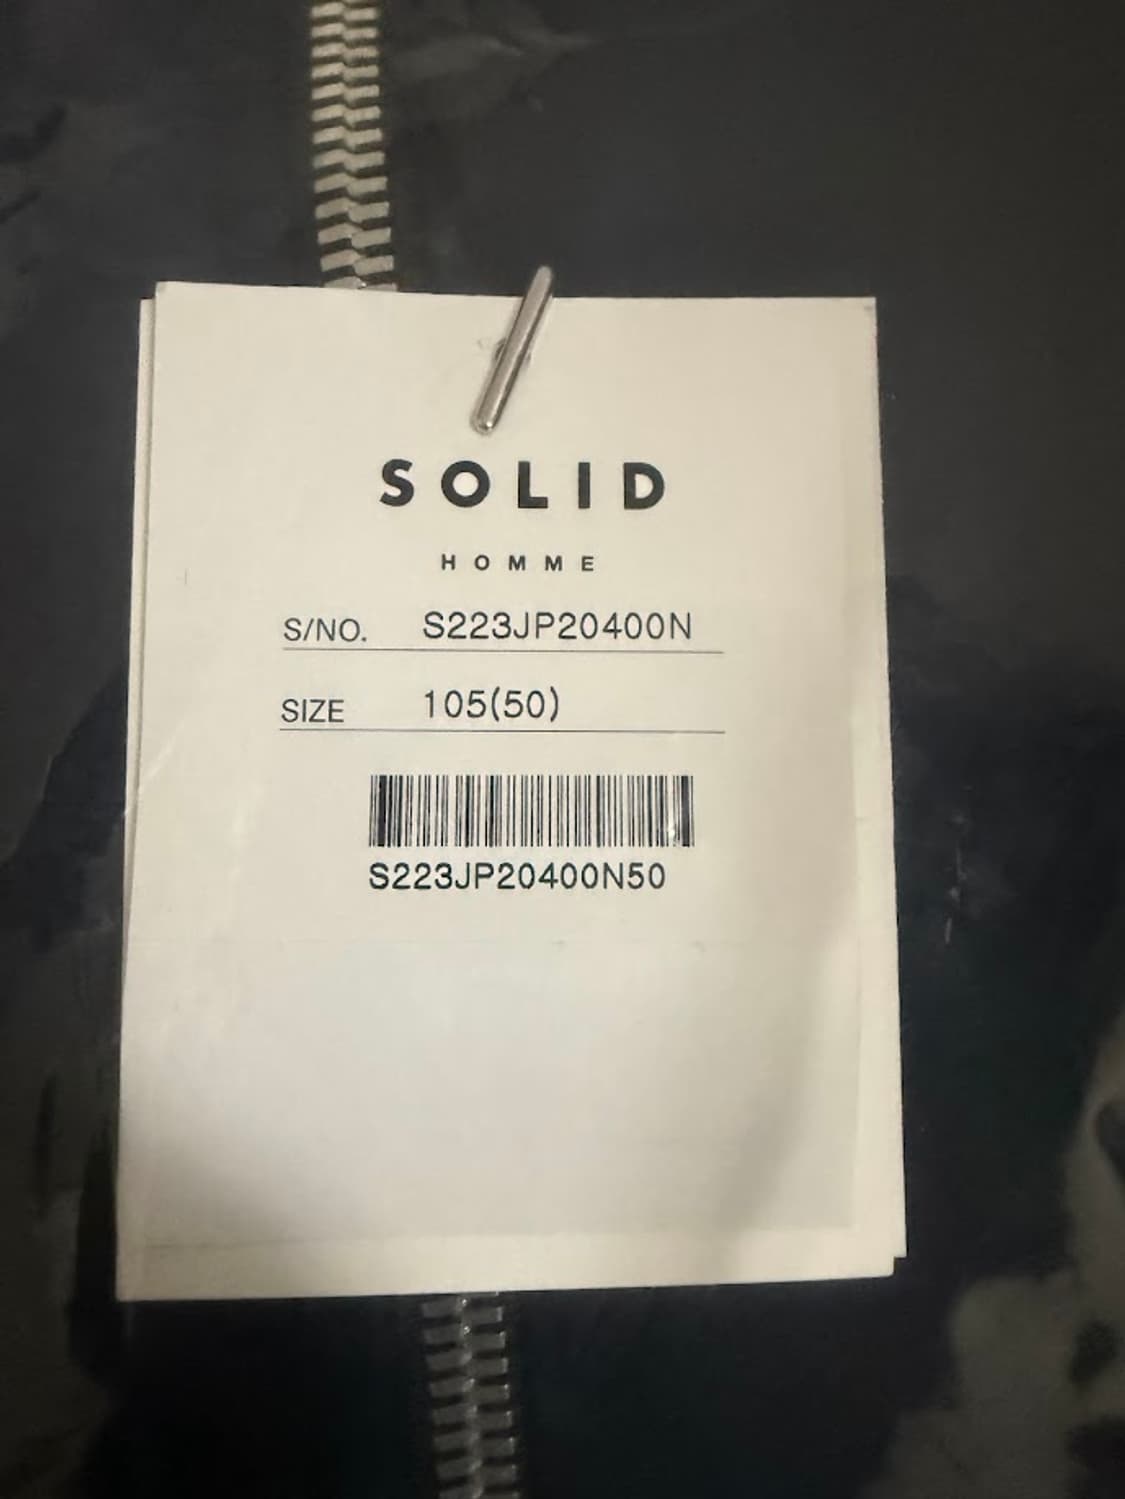 SOLID
HOMME
S/NO. S223JP20400N
SIZE 105(50)
S223JP20400N50